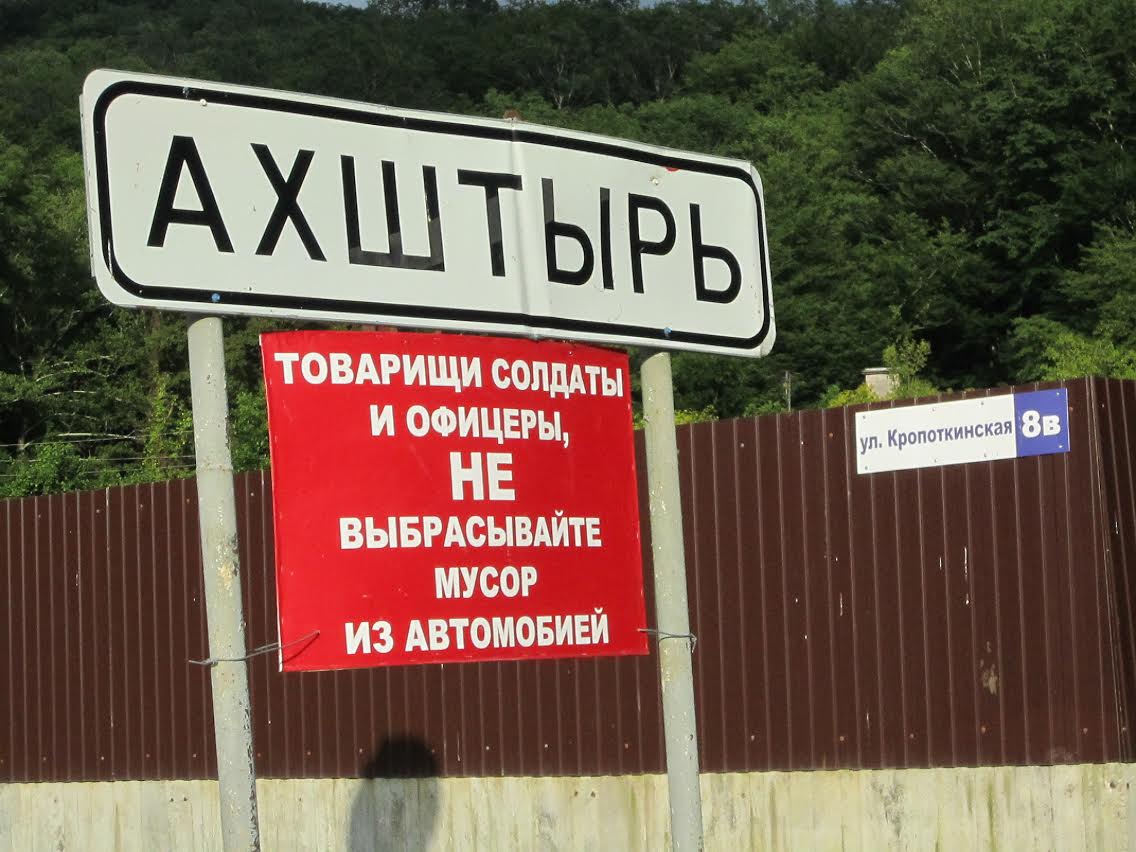 АХШТЫРЬ
ТОВАРИЩИ СОЛДАТЫ
И ОФИЦЕРЫ,
НЕ
ВЫБРАСЫВАЙТЕ
МУСОР
ИЗ АВТОМОБИЕЙ
ул. Кропоткинская 8в